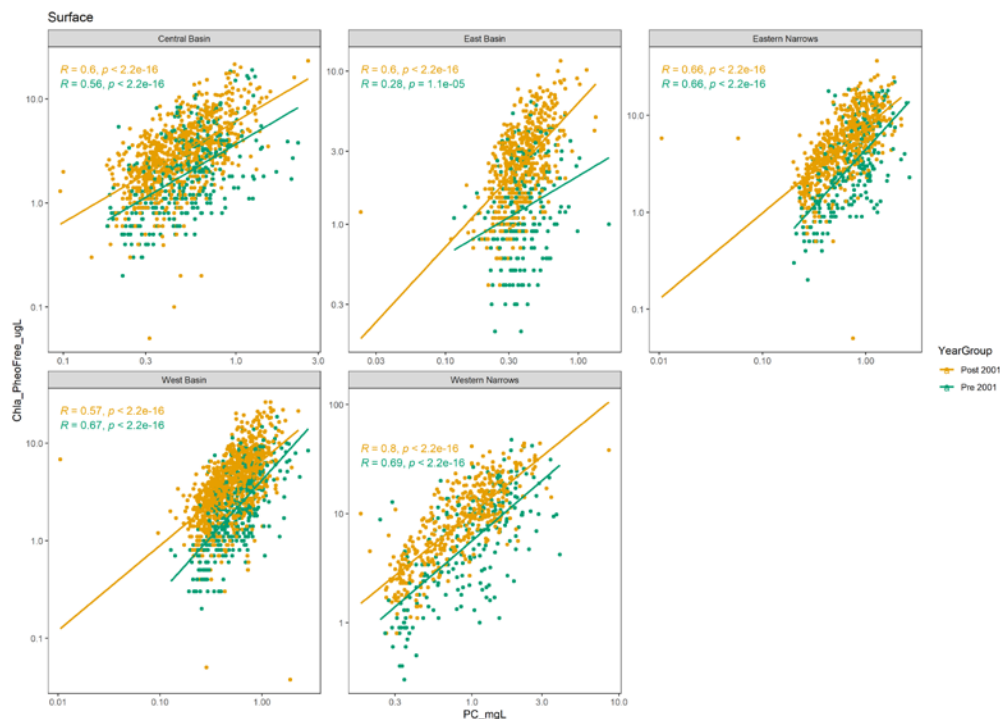 Surface
Central Basin
East Basin
Eastern Narrows
R = 0.6, p < 2.2e-16
R = 0.56, p < 2.2e-16
R = 0.6, p < 2.2e-16
R = 0.28, p = 1.1e-05
R = 0.66, p < 2.2e-16
R = 0.66, p < 2.2e-16
10.0
1.0
0.1
10.0
3.0
1.0
0.3
10.0
1.0
0.1
0.1
0.3
1.0
3.0
0.03
0.10
0.30
1.00
0.01
0.10
1.00
Chla_PheoFree_ugL
YearGroup
Post 2001
Pre 2001
West Basin
Western Narrows
R = 0.57, p < 2.2e-16
R = 0.67, p < 2.2e-16
R = 0.8, p < 2.2e-16
R = 0.69, p < 2.2e-16
10.0
1.0
0.1
100
10
1
0.01
0.10
1.00
0.3
1.0
3.0
10.0
PC_mgL